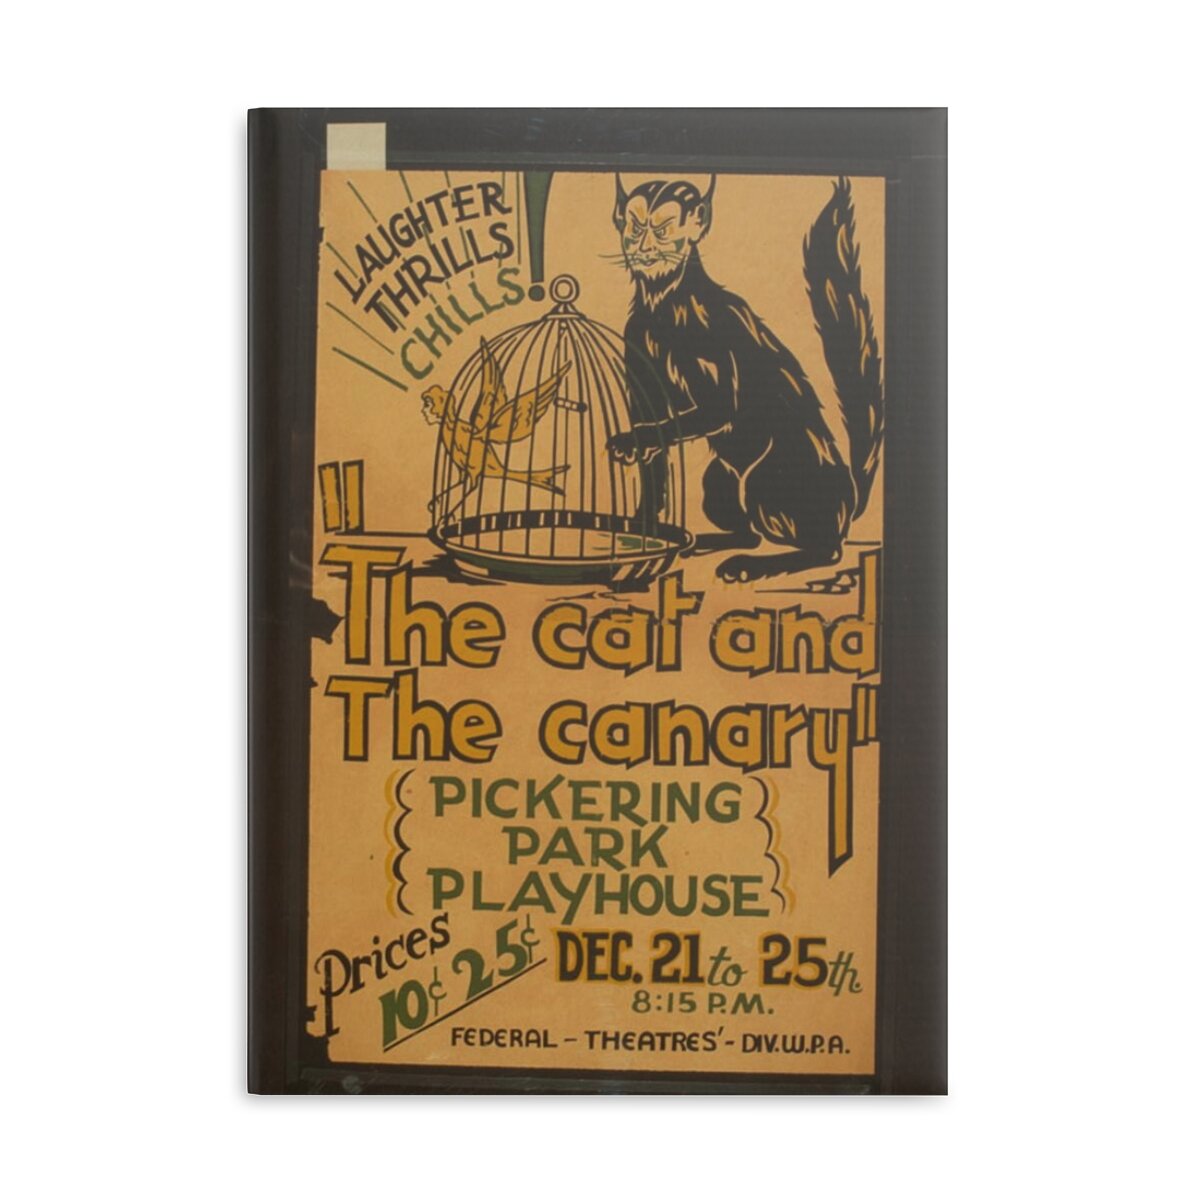 LAUGHTER
THRILLS
CHILLS!
"The cat and
The canary"
PICKERING
PARK
PLAYHOUSE
Prices
10¢ 25¢
DEC. 21 to 25th.
8:15 P.M.
FEDERAL - THEATRES' - DIV.W.P.A.